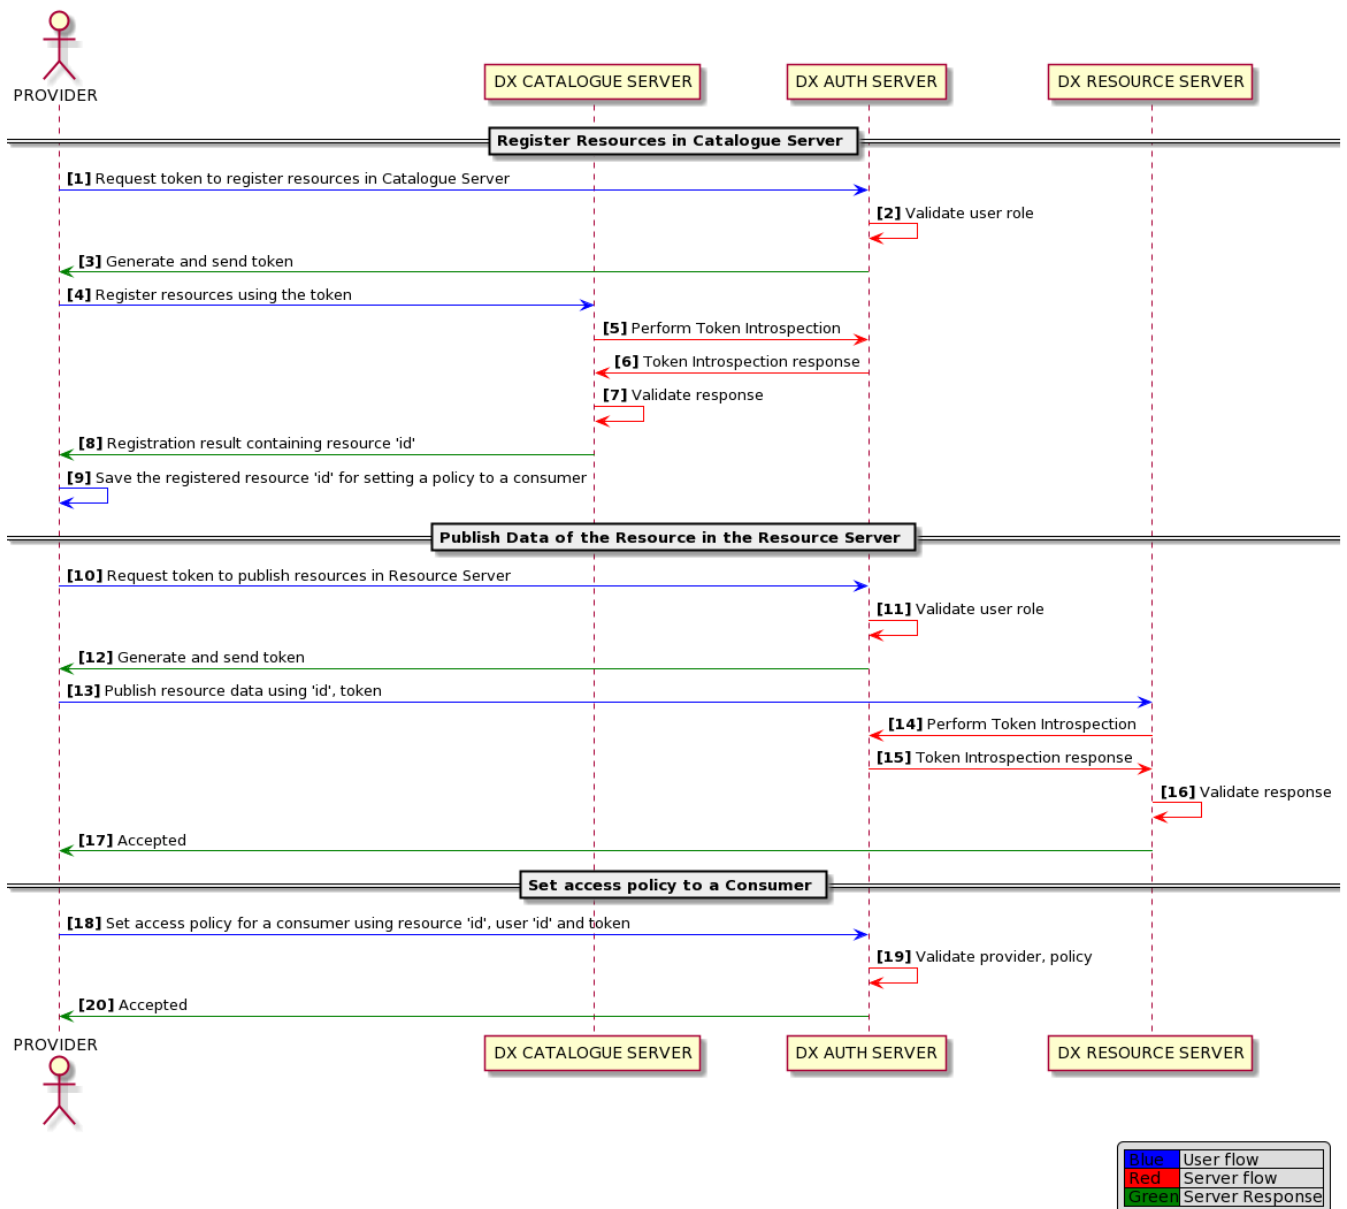 PROVIDER
DX CATALOGUE SERVER
DX AUTH SERVER
DX RESOURCE SERVER
Register Resources in Catalogue Server
[1] Request token to register resources in Catalogue Server
[2] Validate user role
[3] Generate and send token
[4] Register resources using the token
[5] Perform Token Introspection
[6] Token Introspection response
[7] Validate response
[8] Registration result containing resource 'id'
[9] Save the registered resource 'id' for setting a policy to a consumer
Publish Data of the Resource in the Resource Server
[10] Request token to publish resources in Resource Server
[11] Validate user role
[12] Generate and send token
[13] Publish resource data using 'id', token
[14] Perform Token Introspection
[15] Token Introspection response
[16] Validate response
[17] Accepted
Set access policy to a Consumer
[18] Set access policy for a consumer using resource 'id', user 'id' and token
[19] Validate provider, policy
[20] Accepted
PROVIDER
DX CATALOGUE SERVER
DX AUTH SERVER
DX RESOURCE SERVER
Blue User flow
Red Server flow
Green Server Response